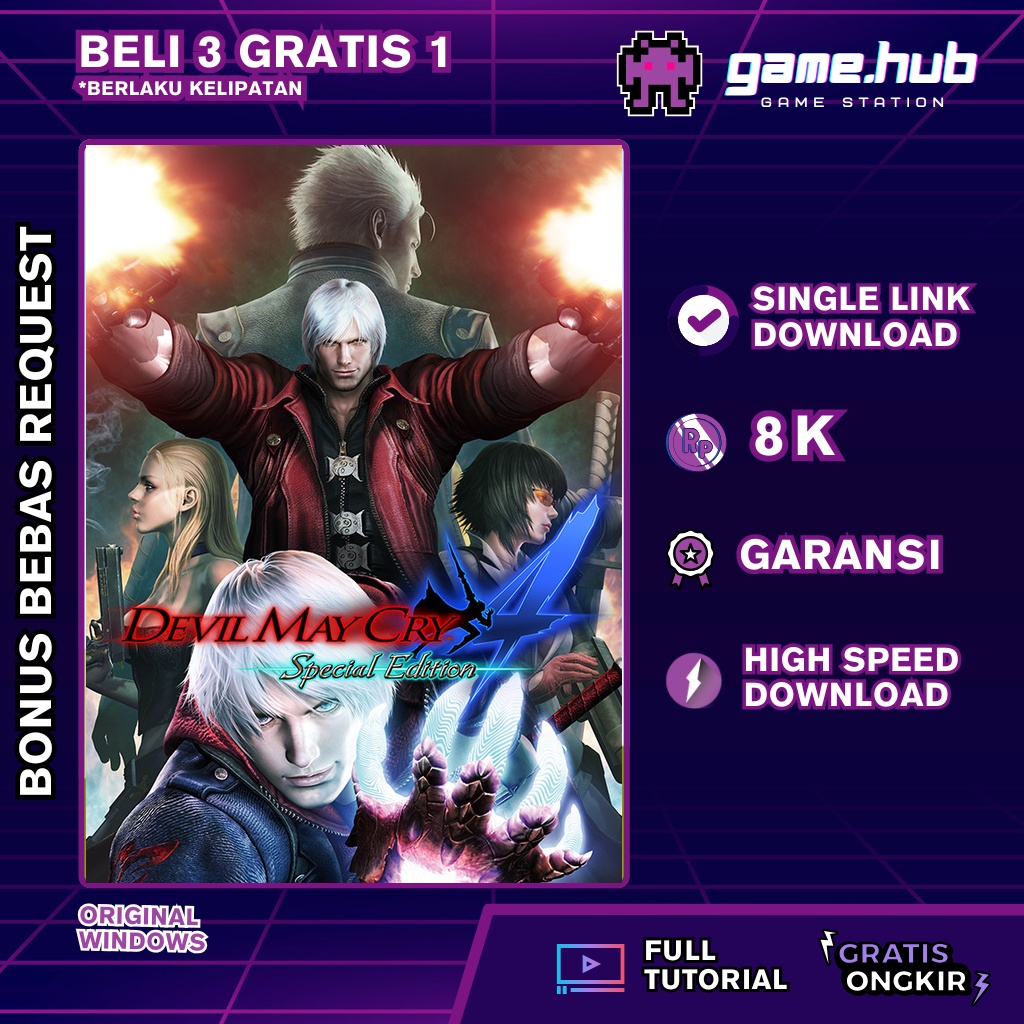 BELI 3 GRATIS 1
*BERLAKU KELIPATAN
game.hub
GAME STATION
BONUS BEBAS REQUEST
DEVIL MAY CRY 4
Special Edition
SINGLE LINK
DOWNLOAD
RP
8K
GARANSI
HIGH SPEED
DOWNLOAD
ORIGINAL
WINDOWS
FULL
TUTORIAL
GRATIS
ONGKIR